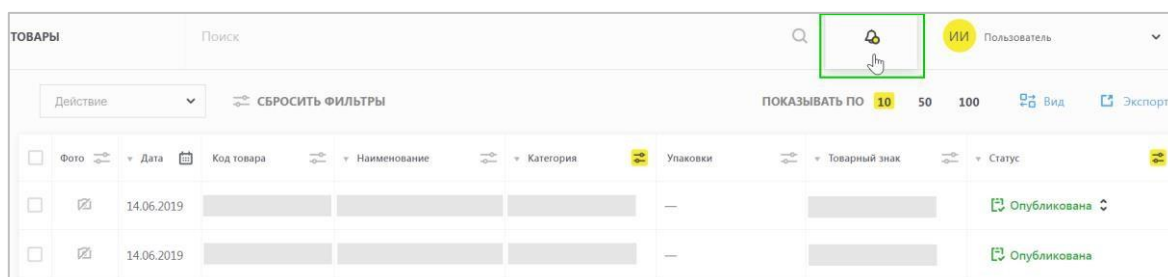 ТОВАРЫ Поиск ИИ Пользователь
Действие СБРОСИТЬ ФИЛЬТРЫ ПОКАЗЫВАТЬ ПО 10 50 100 Вид Экспорт
Фото Дата Код товара Наименование Категория Упаковки Товарный знак Статус
14.06.2019 — Опубликована
14.06.2019 — Опубликована